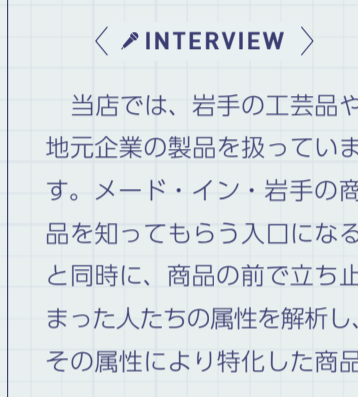 INTERVIEW
当店では、岩手の工芸品や
地元企業の製品を扱っていま
す。メード・イン・岩手の商
品を知ってもらう入口になる
と同時に、商品の前で立ち止
まった人たちの属性を解析し、
その属性により特化した商品